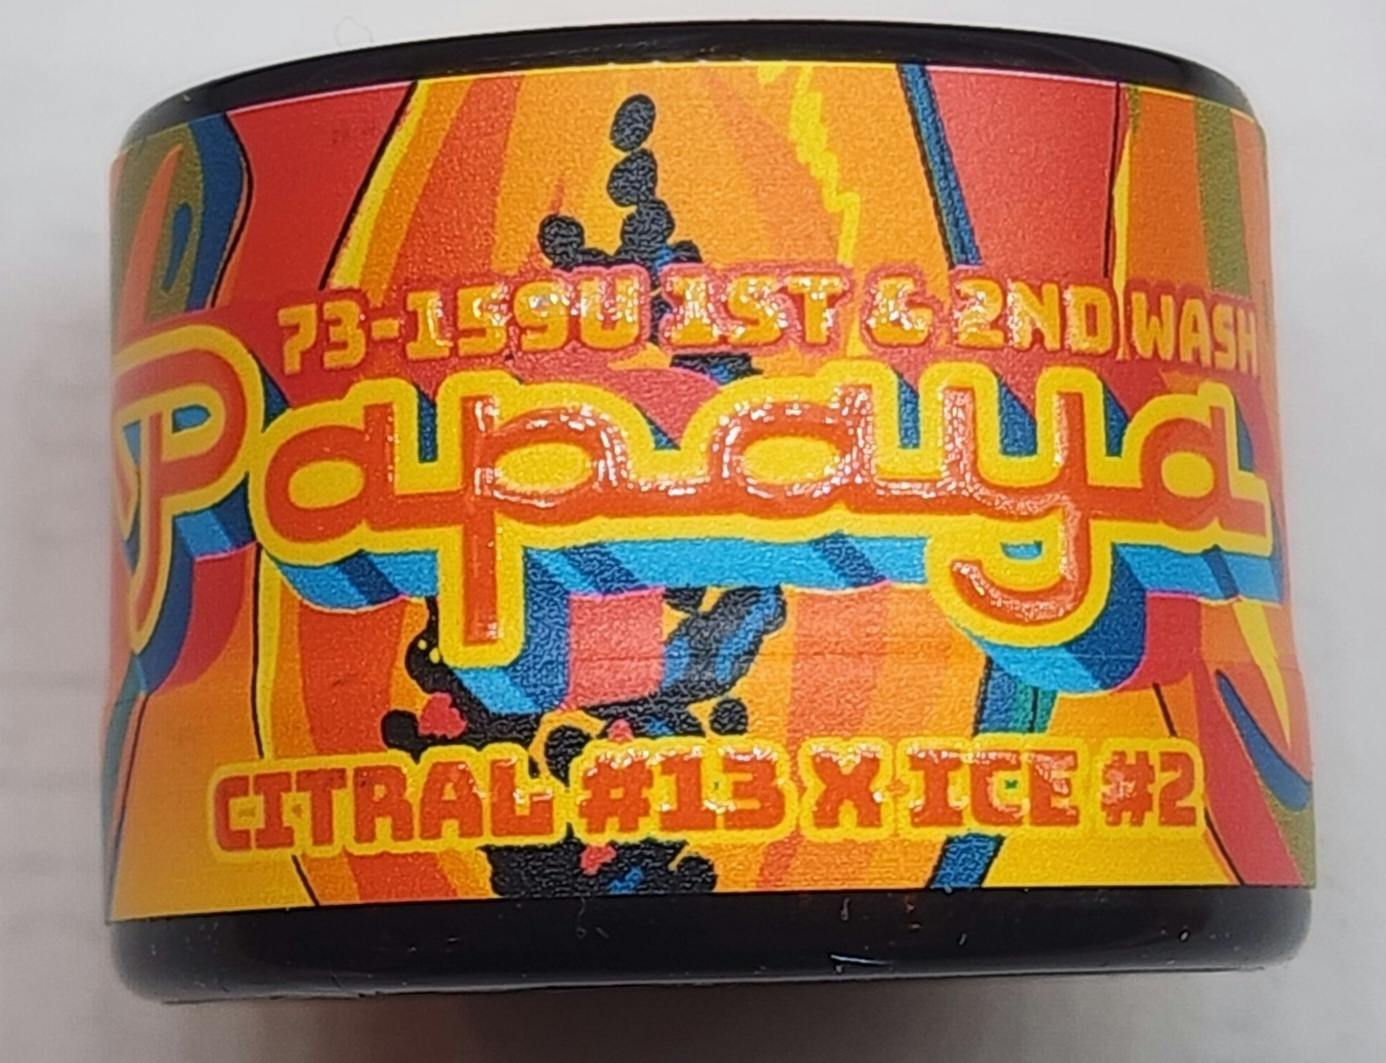 73-159U 1ST & 2ND WASH
Papaya
CITRAL #13 X ICE #2